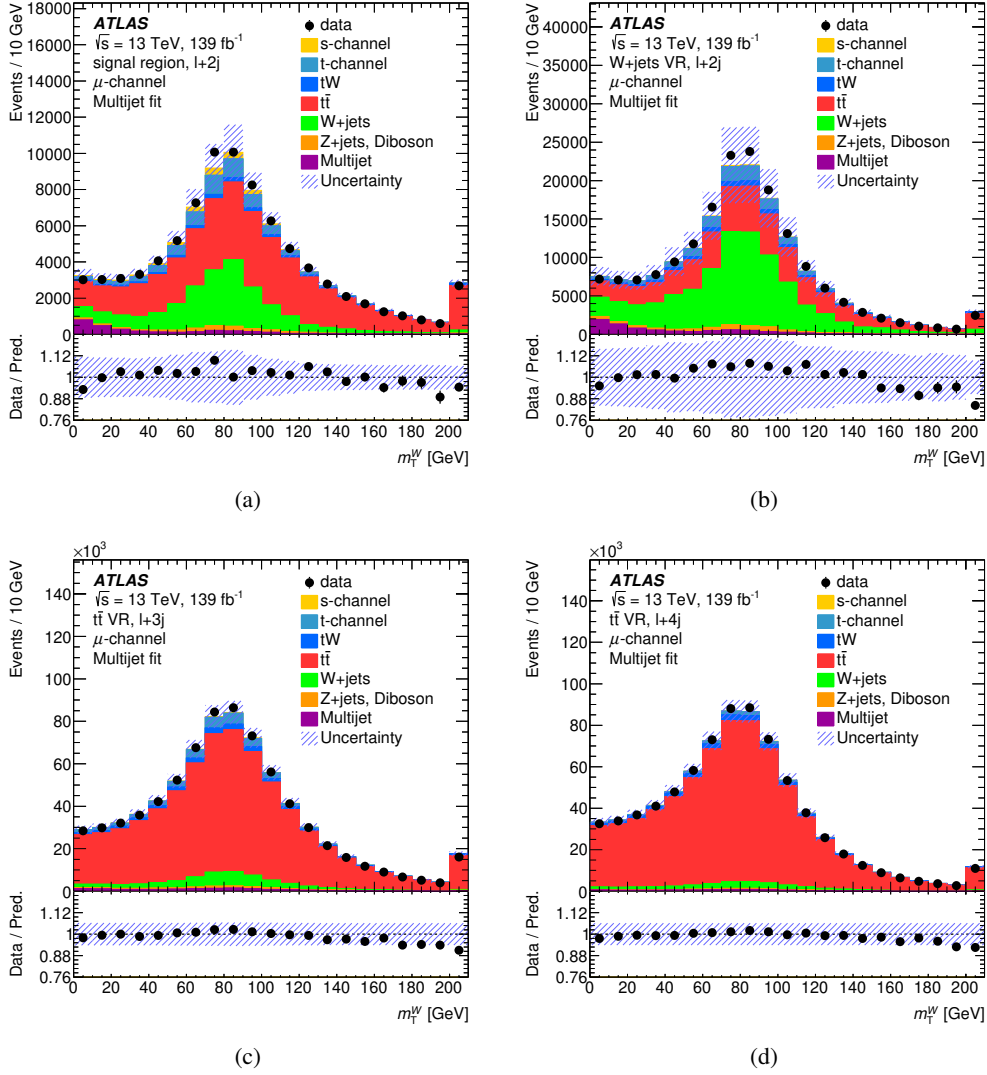 ATLAS
√s = 13 TeV, 139 fb⁻¹
signal region, l+2j
μ-channel
Multijet fit
data
s-channel
t-channel
tW
tt̄
W+jets
Z+jets, Diboson
Multijet
Uncertainty
Events / 10 GeV
16000
14000
12000
10000
8000
6000
4000
2000
0
Data / Pred.
1.12
1
0.88
0.76
0 20 40 60 80 100 120 140 160 180 200
m_T^W [GeV]
(a)
ATLAS
√s = 13 TeV, 139 fb⁻¹
W+jets VR, l+2j
μ-channel
Multijet fit
data
s-channel
t-channel
tW
tt̄
W+jets
Z+jets, Diboson
Multijet
Uncertainty
Events / 10 GeV
40000
35000
30000
25000
20000
15000
10000
5000
0
Data / Pred.
1.12
1
0.88
0.76
0 20 40 60 80 100 120 140 160 180 200
m_T^W [GeV]
(b)
×10³
ATLAS
√s = 13 TeV, 139 fb⁻¹
tt̄ VR, l+3j
μ-channel
Multijet fit
data
s-channel
t-channel
tW
tt̄
W+jets
Z+jets, Diboson
Multijet
Uncertainty
Events / 10 GeV
140
120
100
80
60
40
20
0
Data / Pred.
1.12
1
0.88
0.76
0 20 40 60 80 100 120 140 160 180 200
m_T^W [GeV]
(c)
×10³
ATLAS
√s = 13 TeV, 139 fb⁻¹
tt̄ VR, l+4j
μ-channel
Multijet fit
data
s-channel
t-channel
tW
tt̄
W+jets
Z+jets, Diboson
Multijet
Uncertainty
Events / 10 GeV
140
120
100
80
60
40
20
0
Data / Pred.
1.12
1
0.88
0.76
0 20 40 60 80 100 120 140 160 180 200
m_T^W [GeV]
(d)